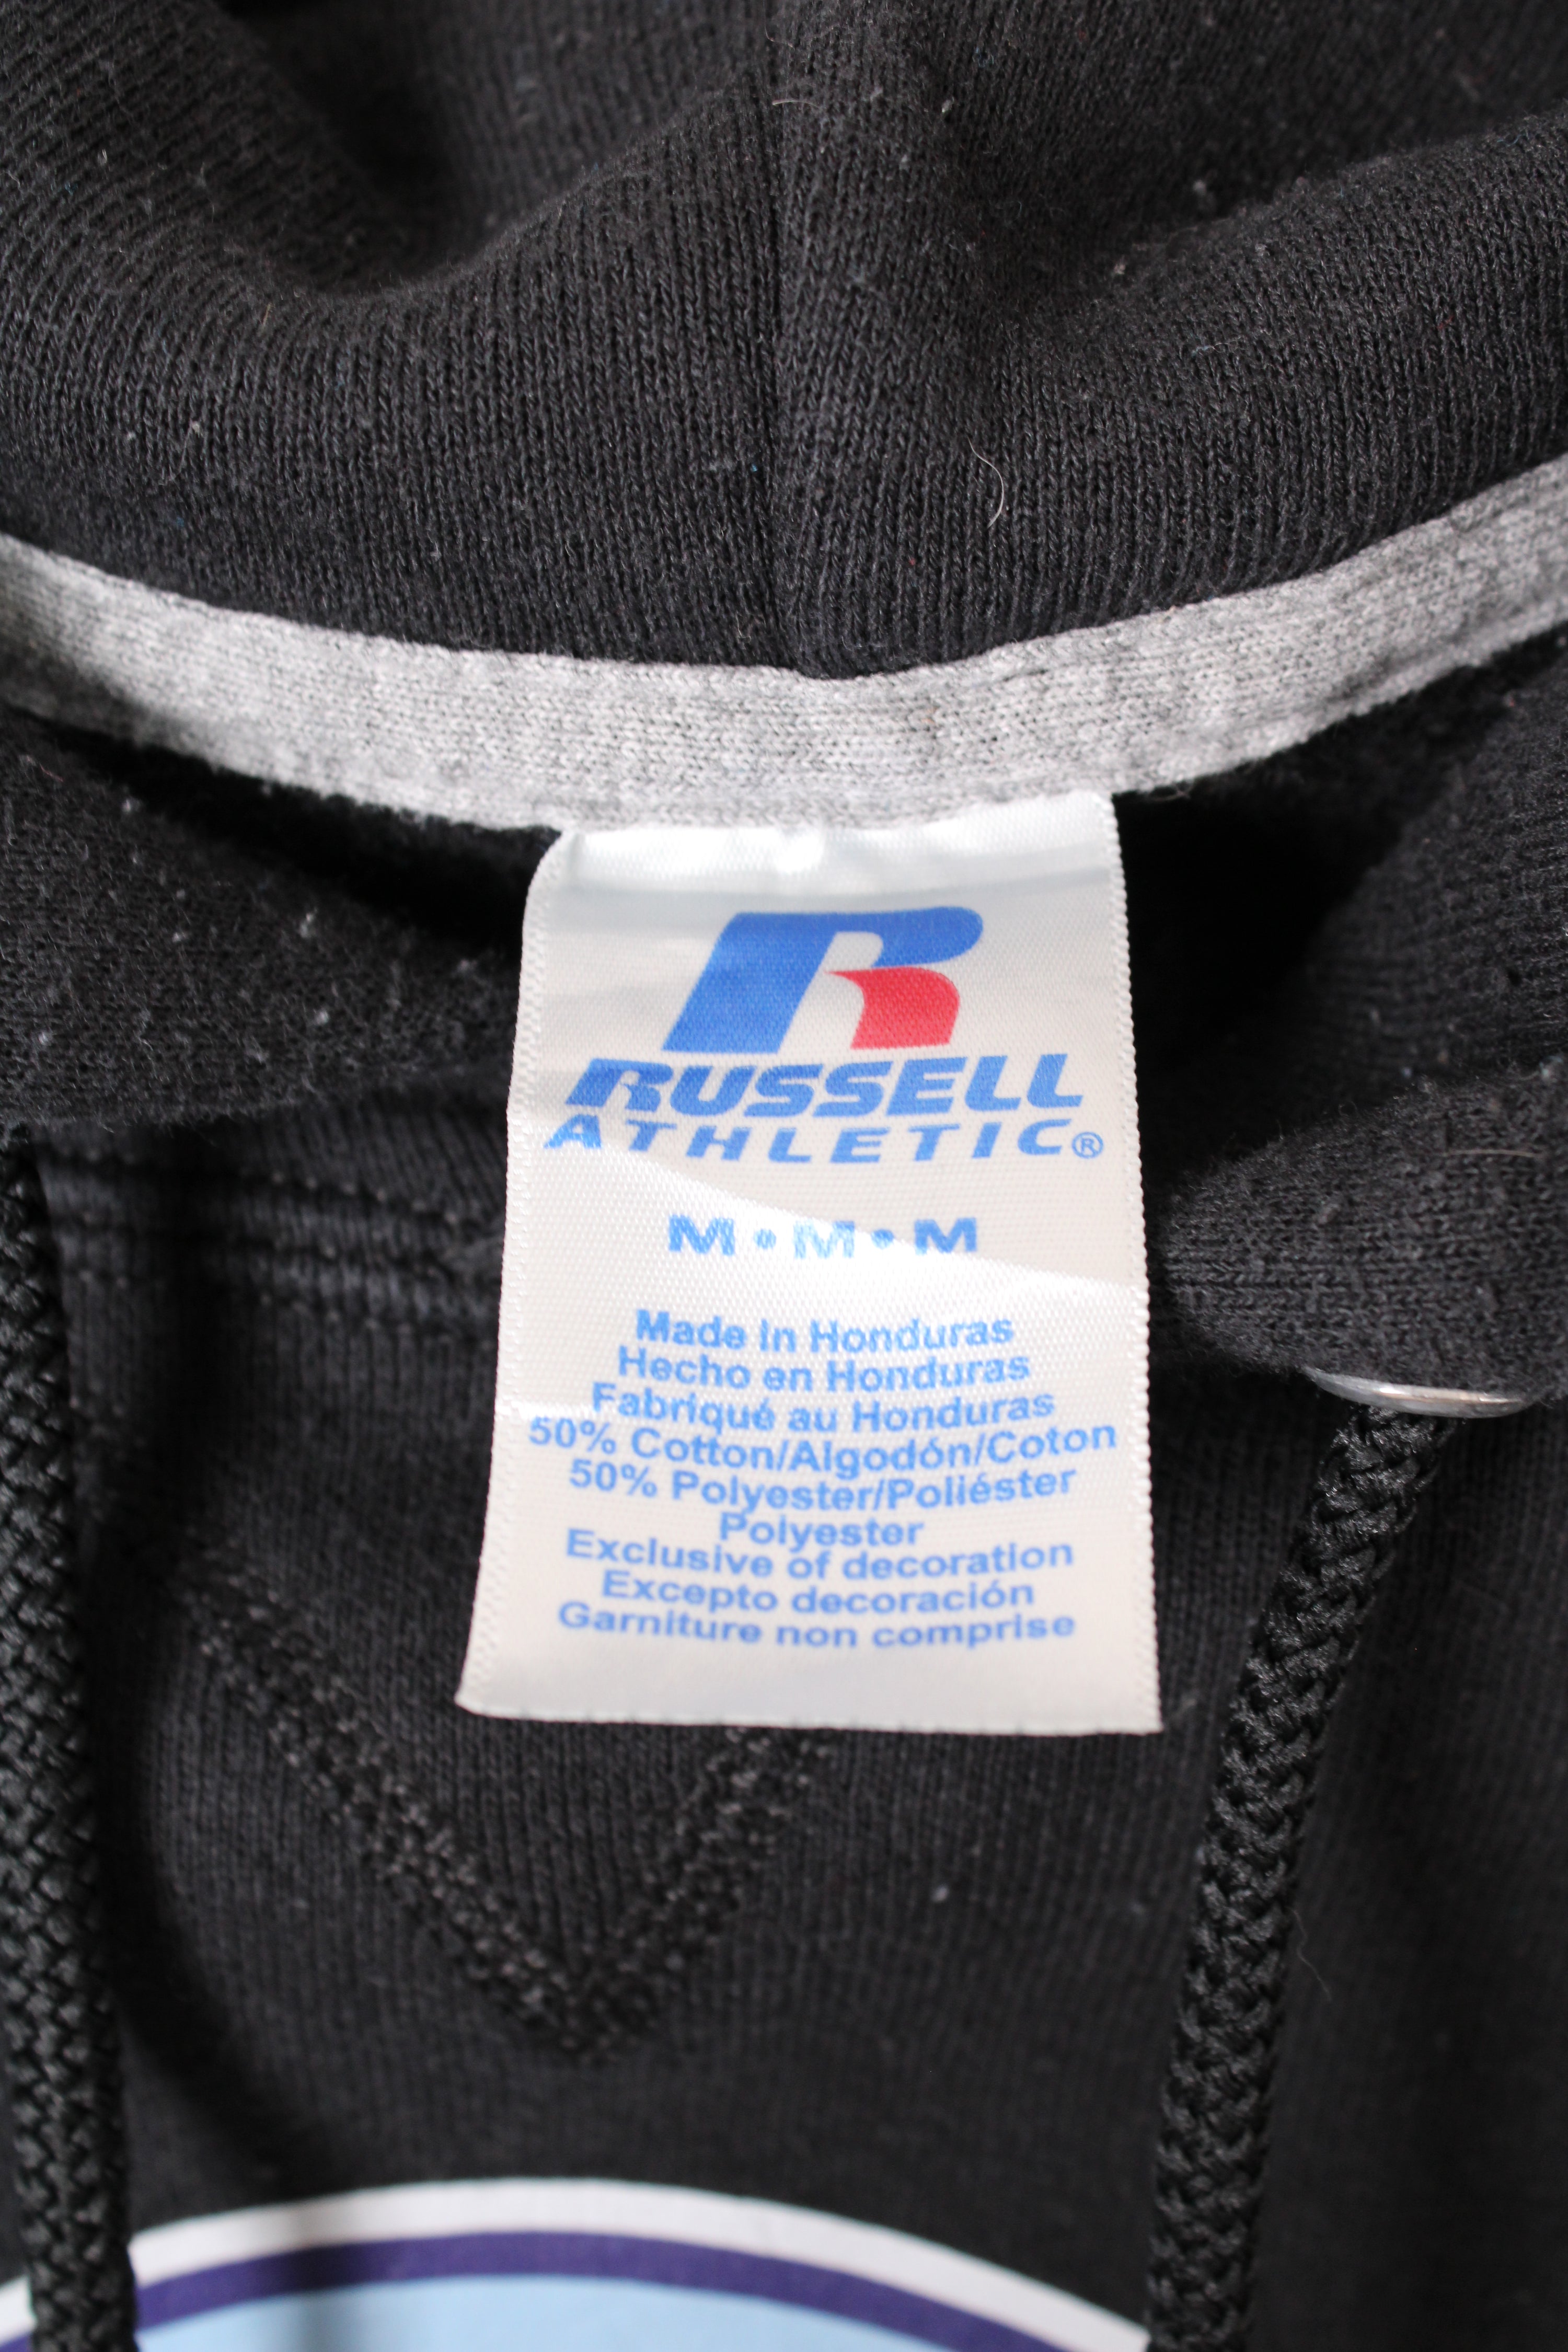 R
RUSSELL
ATHLETIC®
M • M • M
Made in Honduras
Hecho en Honduras
Fabriqué au Honduras
50% Cotton/Algodón/Coton
50% Polyester/Poliéster
Polyester
Exclusive of decoration
Excepto decoración
Garniture non comprise